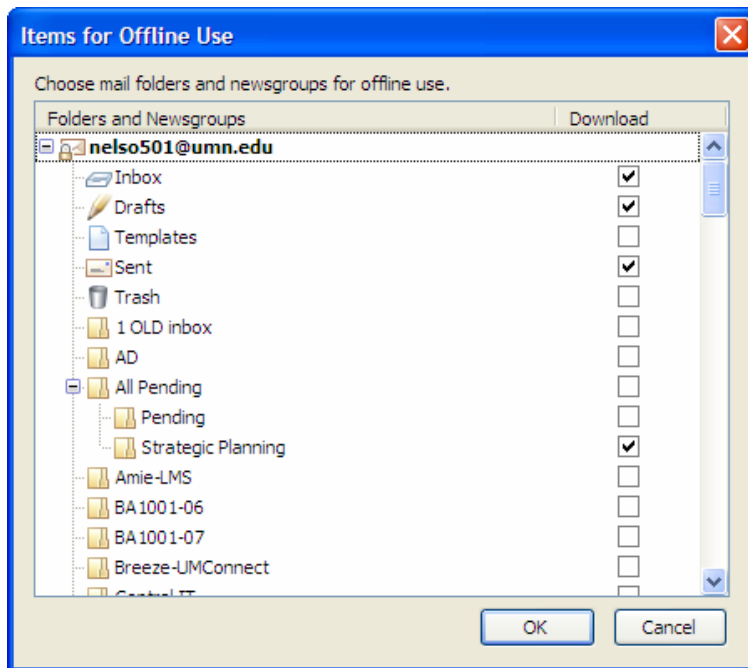 Items for Offline Use
Choose mail folders and newsgroups for offline use.
Folders and Newsgroups Download
nelso501@umn.edu
Inbox
Drafts
Templates
Sent
Trash
1 OLD inbox
AD
All Pending
Pending
Strategic Planning
Amie-LMS
BA1001-06
BA1001-07
Breeze-UMConnect
Central IT
OK Cancel